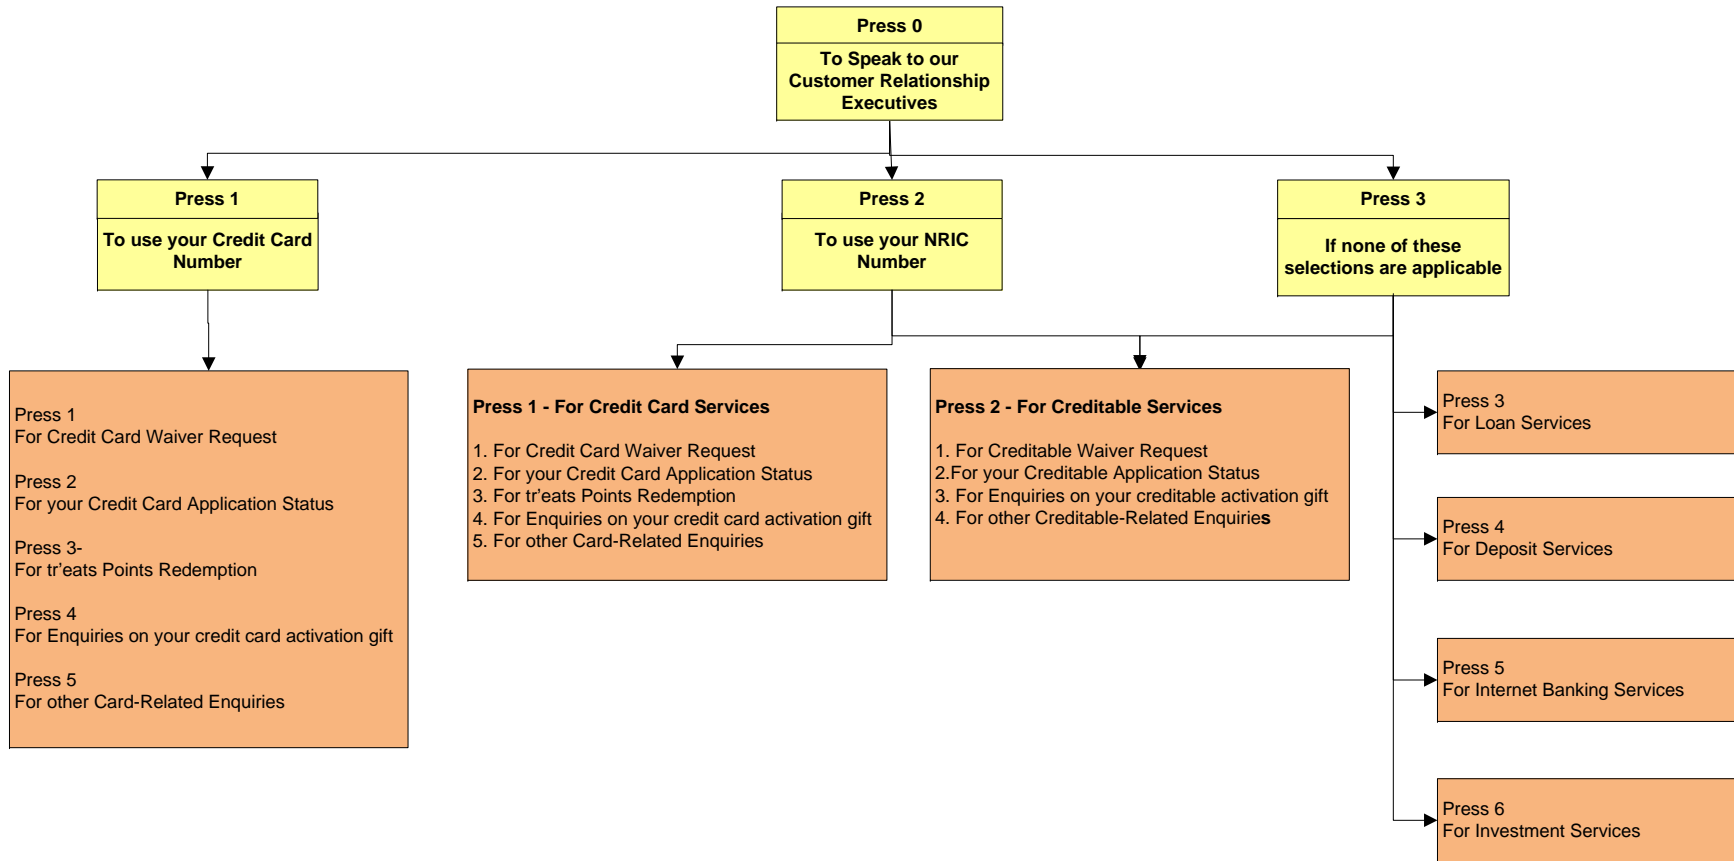 Press 0
To Speak to our
Customer Relationship
Executives
Press 1
To use your Credit Card
Number
Press 2
To use your NRIC
Number
Press 3
If none of these
selections are applicable
Press 1
For Credit Card Waiver Request
Press 2
For your Credit Card Application Status
Press 3-
For tr'eats Points Redemption
Press 4
For Enquiries on your credit card activation gift
Press 5
For other Card-Related Enquiries
Press 1 - For Credit Card Services
1. For Credit Card Waiver Request
2. For your Credit Card Application Status
3. For tr'eats Points Redemption
4. For Enquiries on your credit card activation gift
5. For other Card-Related Enquiries
Press 2 - For Creditable Services
1. For Creditable Waiver Request
2.For your Creditable Application Status
3. For Enquiries on your creditable activation gift
4. For other Creditable-Related Enquiries
Press 3
For Loan Services
Press 4
For Deposit Services
Press 5
For Internet Banking Services
Press 6
For Investment Services